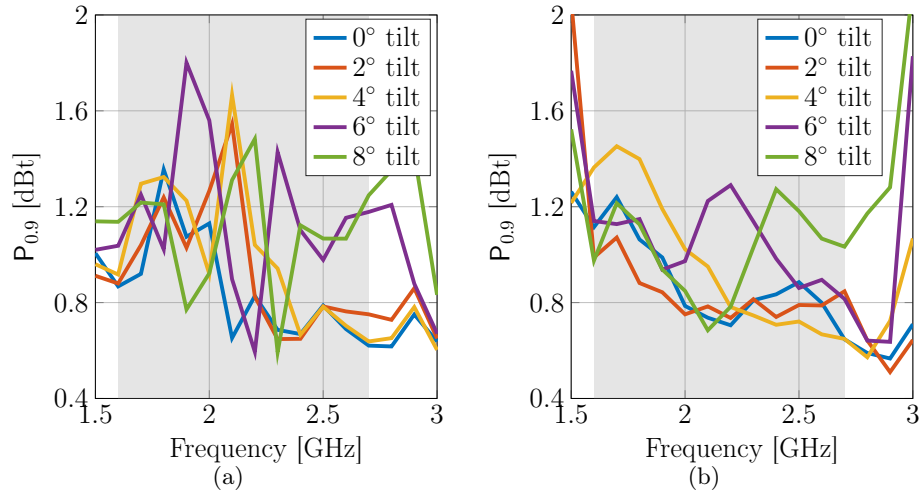 2
1.6
1.2
0.8
0.4
P0.9 [dBt]
1.5
2
2.5
3
Frequency [GHz]
0° tilt
2° tilt
4° tilt
6° tilt
8° tilt
(a)
2
1.6
1.2
0.8
0.4
P0.9 [dBt]
1.5
2
2.5
3
Frequency [GHz]
0° tilt
2° tilt
4° tilt
6° tilt
8° tilt
(b)